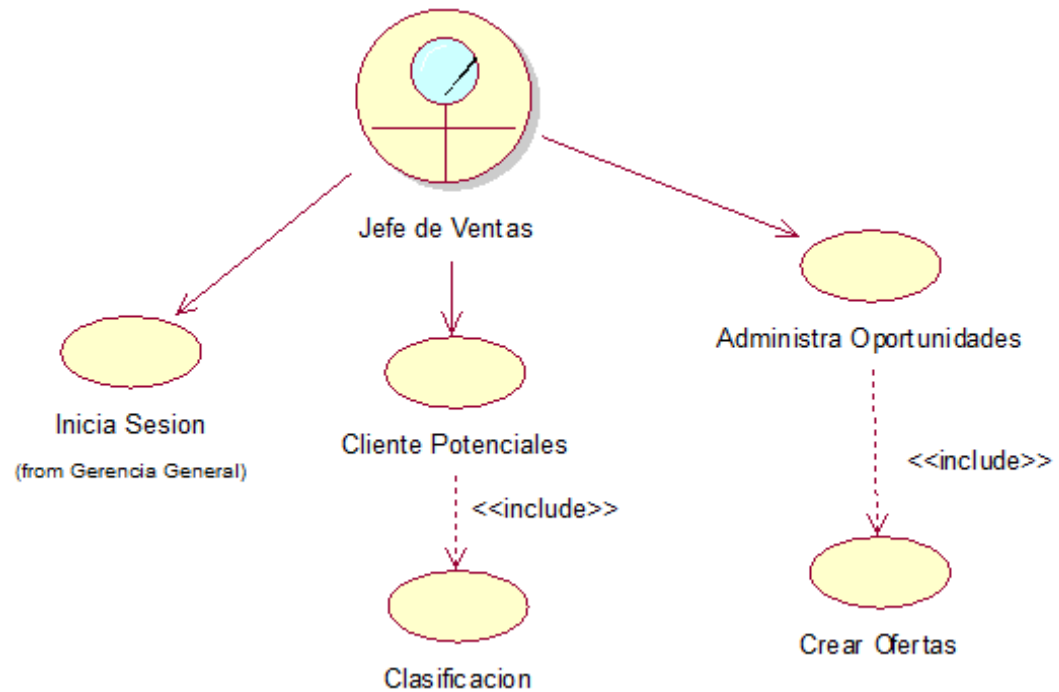 Jefe de Ventas
Inicia Sesion
(from Gerencia General)
Cliente Potenciales
Administra Oportunidades
<<include>>
<<include>>
Clasificacion
Crear Ofertas